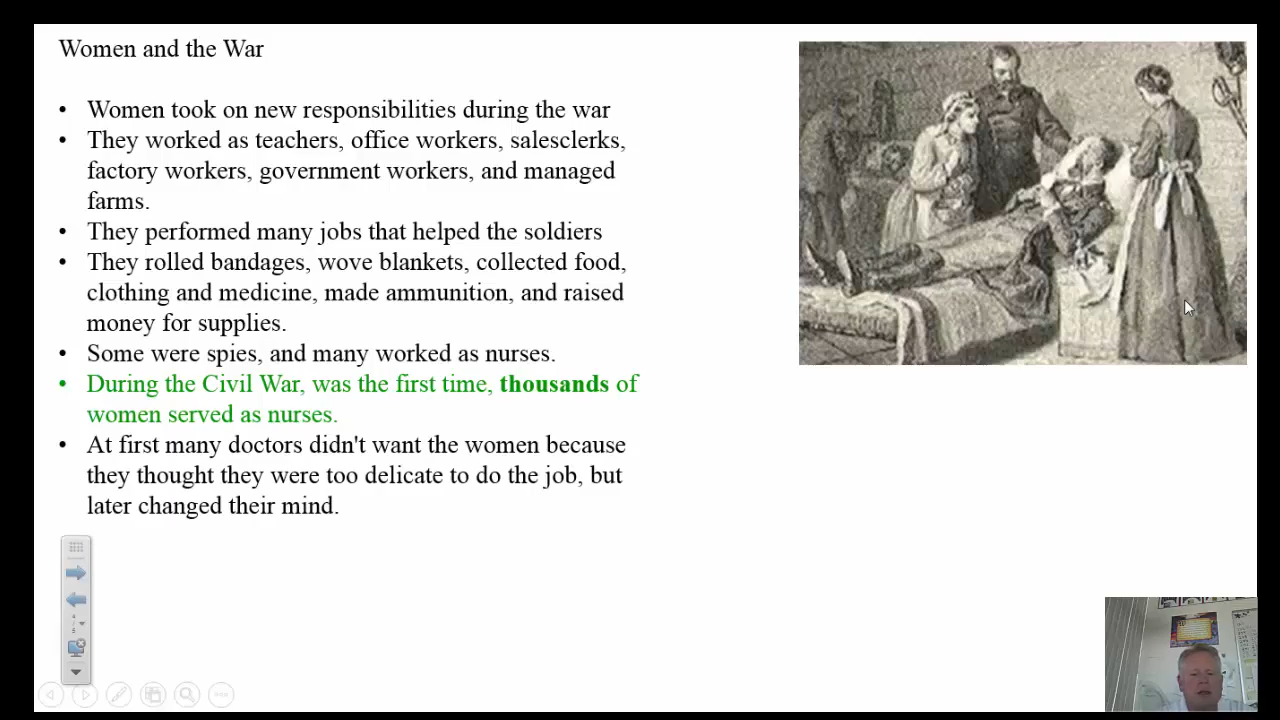 Women and the War
• Women took on new responsibilities during the war
• They worked as teachers, office workers, salesclerks,
factory workers, government workers, and managed
farms.
• They performed many jobs that helped the soldiers
• They rolled bandages, wove blankets, collected food,
clothing and medicine, made ammunition, and raised
money for supplies.
• Some were spies, and many worked as nurses.
• During the Civil War, was the first time, thousands of
women served as nurses.
• At first many doctors didn't want the women because
they thought they were too delicate to do the job, but
later changed their mind.